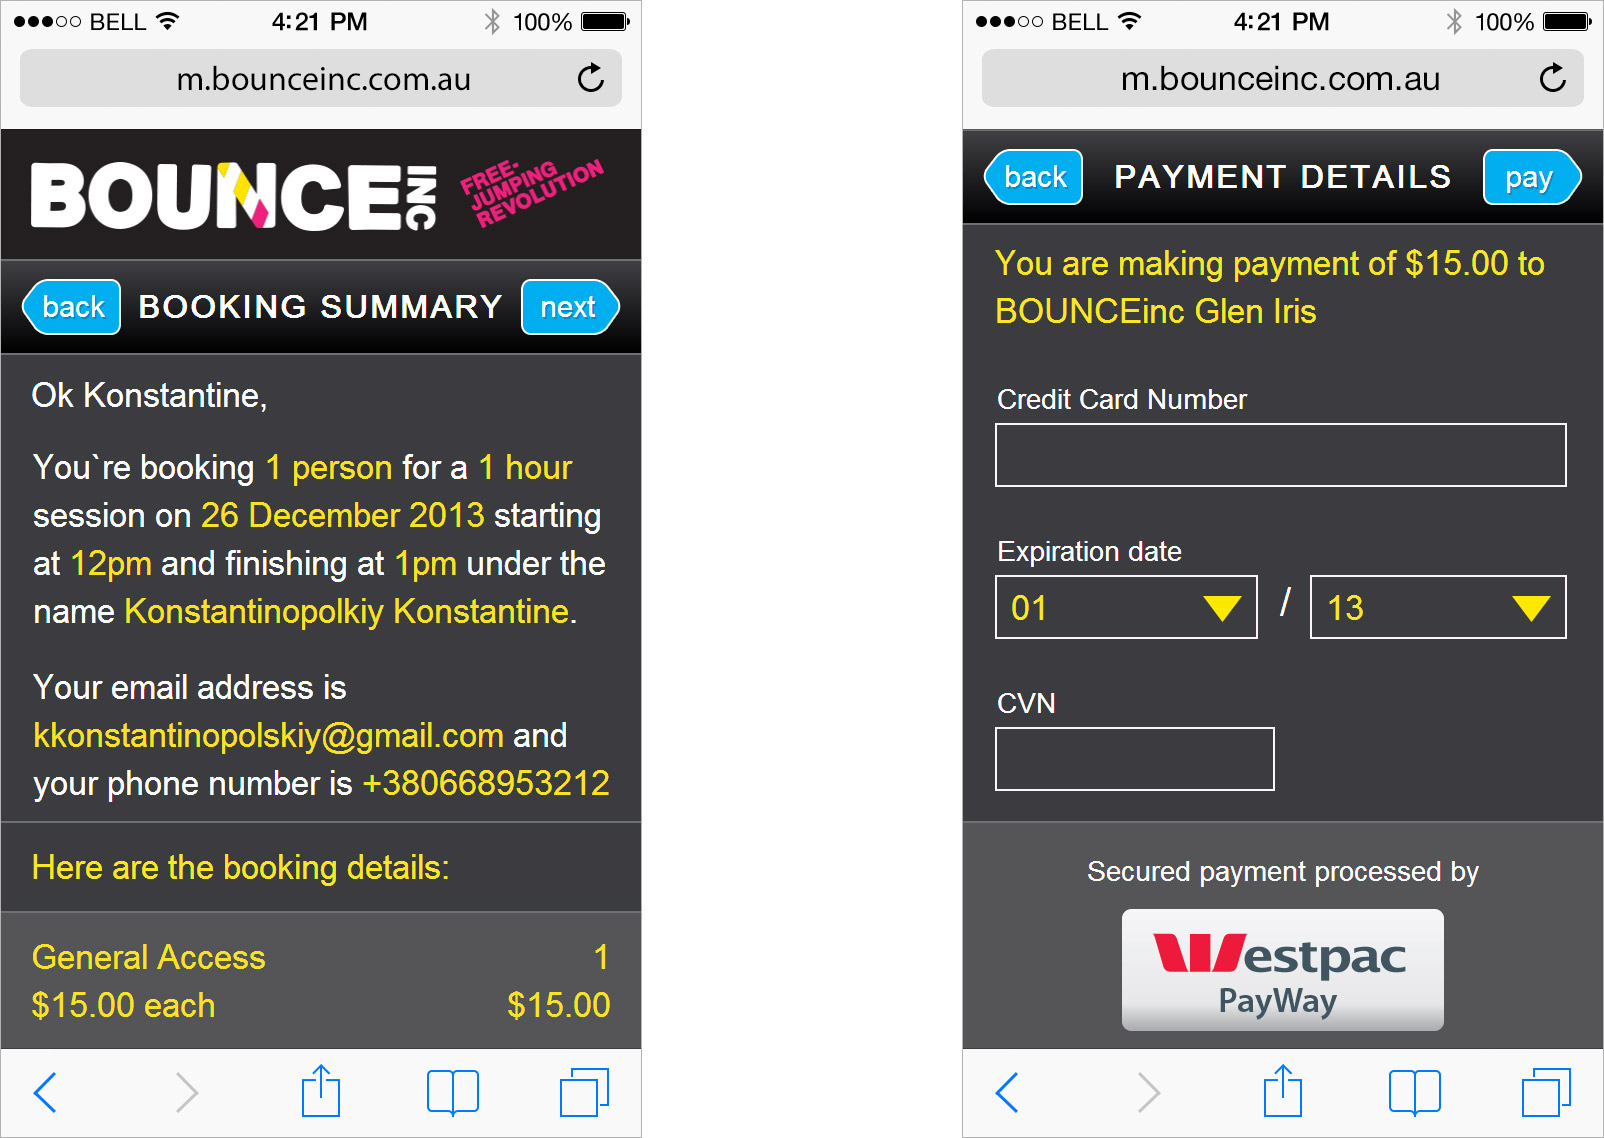 BELL 4:21 PM 100%
m.bounceinc.com.au
BOUNCE INC
FREE-
JUMPING
REVOLUTION
back BOOKING SUMMARY next
Ok Konstantine,
You`re booking 1 person for a 1 hour
session on 26 December 2013 starting
at 12pm and finishing at 1pm under the
name Konstantinopolkiy Konstantine.
Your email address is
kkonstantinopolskiy@gmail.com and
your phone number is +380668953212
Here are the booking details:
General Access 1
$15.00 each $15.00
BELL 4:21 PM 100%
m.bounceinc.com.au
back PAYMENT DETAILS pay
You are making payment of $15.00 to
BOUNCEinc Glen Iris
Credit Card Number
Expiration date
01 / 13
CVN
Secured payment processed by
Westpac
PayWay